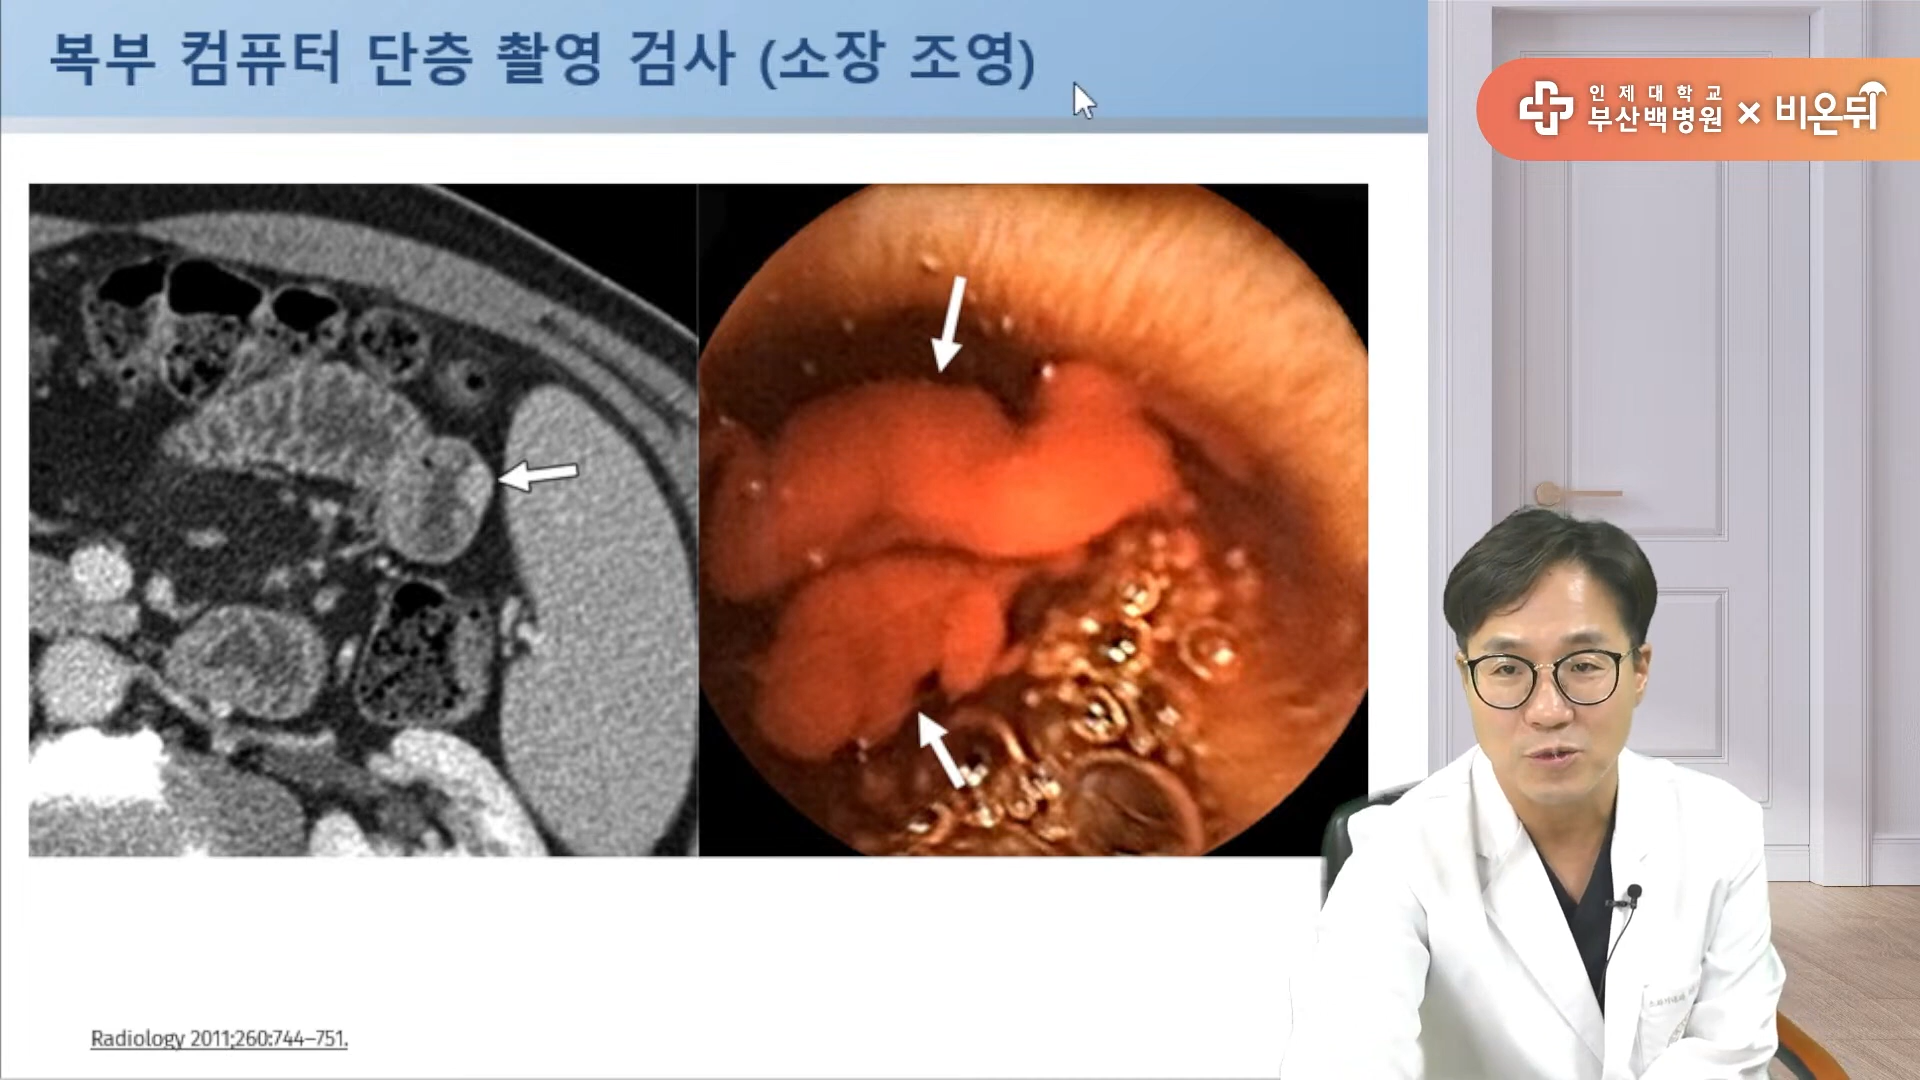 복부 컴퓨터 단층 촬영 검사 (소장 조영)
인제대학교
부산백병원 × 비온뒤
Radiology 2011;260:744–751.